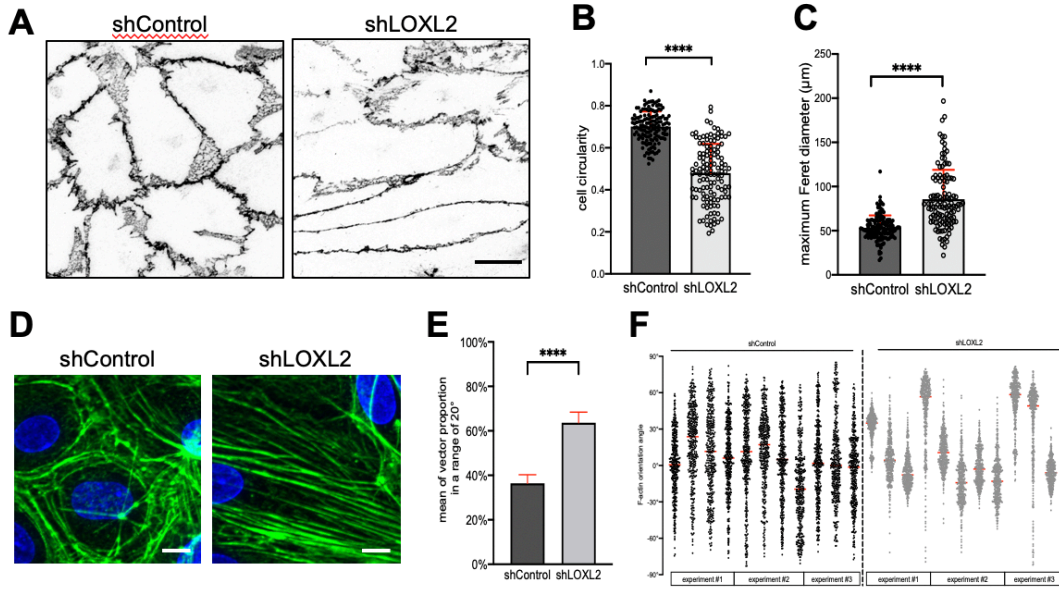 A
shControl
shLOXL2
B
cell circularity
1.0
0.8
0.6
0.4
0.2
0.0
****
shControl
shLOXL2
C
maximum Feret diameter (µm)
250
200
150
100
50
0
****
shControl
shLOXL2
D
shControl
shLOXL2
E
mean of vector proportion
in a range of 20°
100%
80%
60%
40%
20%
0%
****
shControl
shLOXL2
F
shControl
shLOXL2
F-actin orientation angle
90°
60°
30°
0°
-30°
-60°
-90°
experiment #1
experiment #2
experiment #3
experiment #1
experiment #2
experiment #3